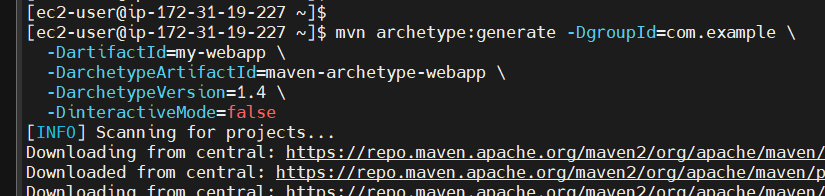 [ec2-user@ip-172-31-19-227 ~]$
[ec2-user@ip-172-31-19-227 ~]$ mvn archetype:generate -DgroupId=com.example \
  -DartifactId=my-webapp \
  -DarchetypeArtifactId=maven-archetype-webapp \
  -DarchetypeVersion=1.4 \
  -DinteractiveMode=false
[INFO] Scanning for projects...
Downloading from central: https://repo.maven.apache.org/maven2/org/apache/maven/
Downloaded from central: https://repo.maven.apache.org/maven2/org/apache/maven/p
Downloading from central: https://repo.maven.apache.org/maven2/org/apache/maven/